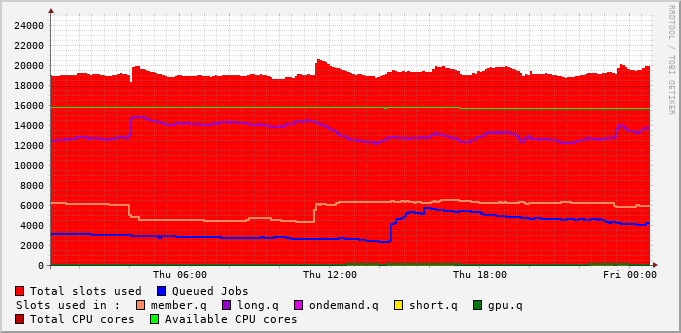 24000
22000
20000
18000
16000
14000
12000
10000
8000
6000
4000
2000
0
Thu 06:00 Thu 12:00 Thu 18:00 Fri 00:00
RRDTOOL / TOBI OETIKER
Total slots used Queued Jobs
Slots used in : member.q long.q ondemand.q short.q gpu.q
Total CPU cores Available CPU cores